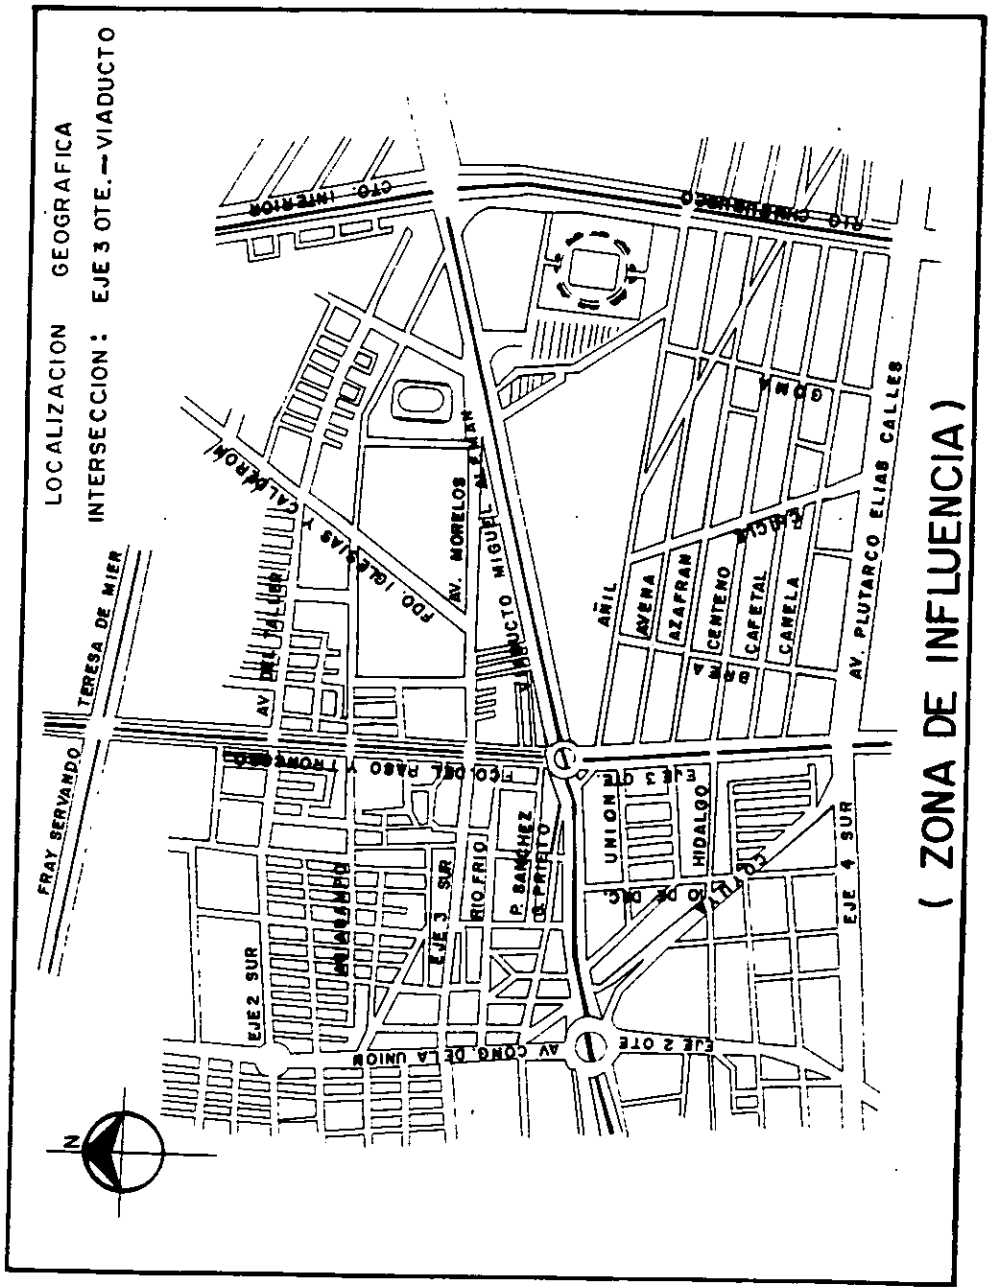 LOCALIZACION GEOGRAFICA
INTERSECCION: EJE 3 OTE.—VIADUCTO
N
FRAY SERVANDO TERESA DE MIER
EJE 2 SUR
AV DEL TALLER
FDO. IGLESIAS Y CALDERON
CTO. INTERIOR
FCO. DEL PASO Y TRONCOSO
EJE 3 SUR
RIO FRIO
AV. MORELOS
P. SANCHEZ
G. PRIETO
VIADUCTO MIGUEL ALEMAN
AV CONG. DE LA UNION
EJE 2 OTE
EJE 3 OTE.
UNION
HIDALGO
AÑIL
AVENA
AZAFRAN
CENTENO
CAFETAL
CANELA
GOMA
RIO CHURUBUSCO
EJE 4 SUR
AV. PLUTARCO ELIAS CALLES
( ZONA DE INFLUENCIA )